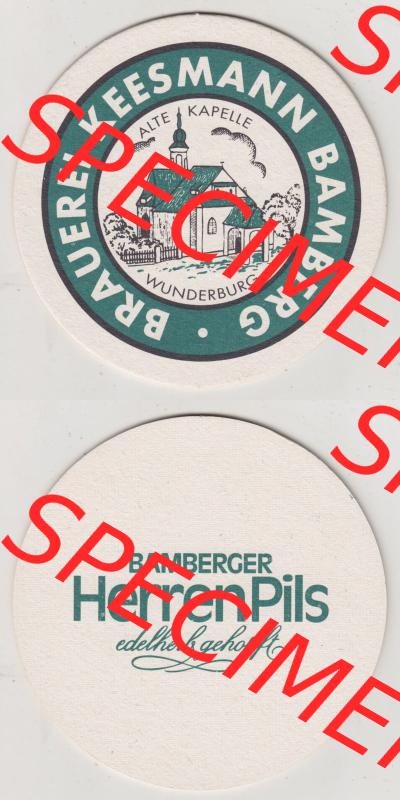 BRAUEREI KEESMANN BAMBERG •
ALTE KAPELLE
WUNDERBURG
SPECIMEN
SPECIMEN
BAMBERGER
HerrenPils
edelherb gehopft
SPECIMEN
SPECIMEN